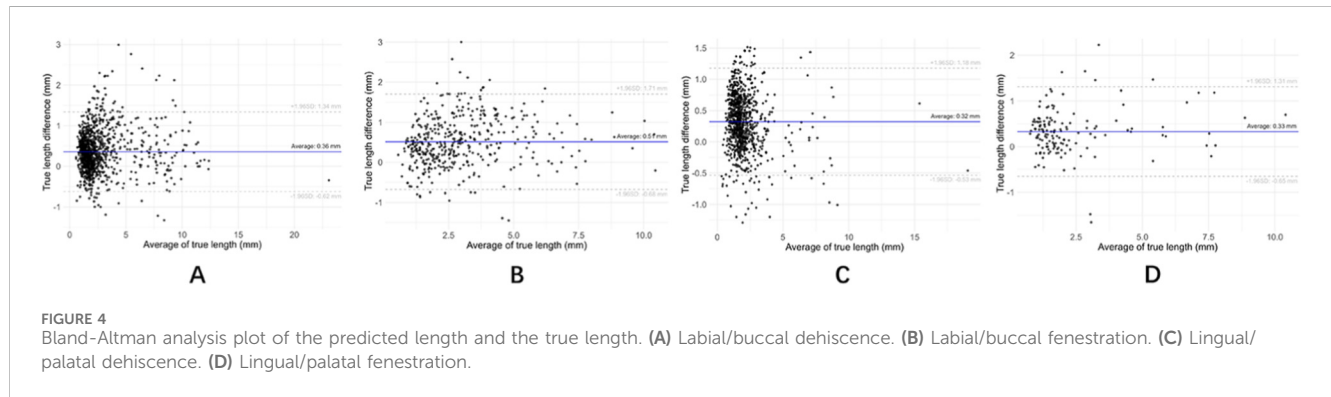 3
2
1
0
-1
0
5
10
15
20
True length difference (mm)
Average of true length (mm)
+1.96SD: 1.34 mm
Average: 0.36 mm
-1.96SD: -0.62 mm
A
3
2
1
0
-1
2.5
5.0
7.5
10.0
True length difference (mm)
Average of true length (mm)
+1.96SD: 1.71 mm
Average: 0.51 mm
-1.96SD: -0.69 mm
B
1.5
1.0
0.5
0.0
-0.5
-1.0
0
5
10
15
True length difference (mm)
Average of true length (mm)
+1.96SD: 1.18 mm
Average: 0.32 mm
-1.96SD: -0.53 mm
C
2
1
0
-1
2.5
5.0
7.5
10.0
True length difference (mm)
Average of true length (mm)
+1.96SD: 1.31 mm
Average: 0.33 mm
-1.96SD: -0.65 mm
D
FIGURE 4
Bland-Altman analysis plot of the predicted length and the true length. (A) Labial/buccal dehiscence. (B) Labial/buccal fenestration. (C) Lingual/
palatal dehiscence. (D) Lingual/palatal fenestration.